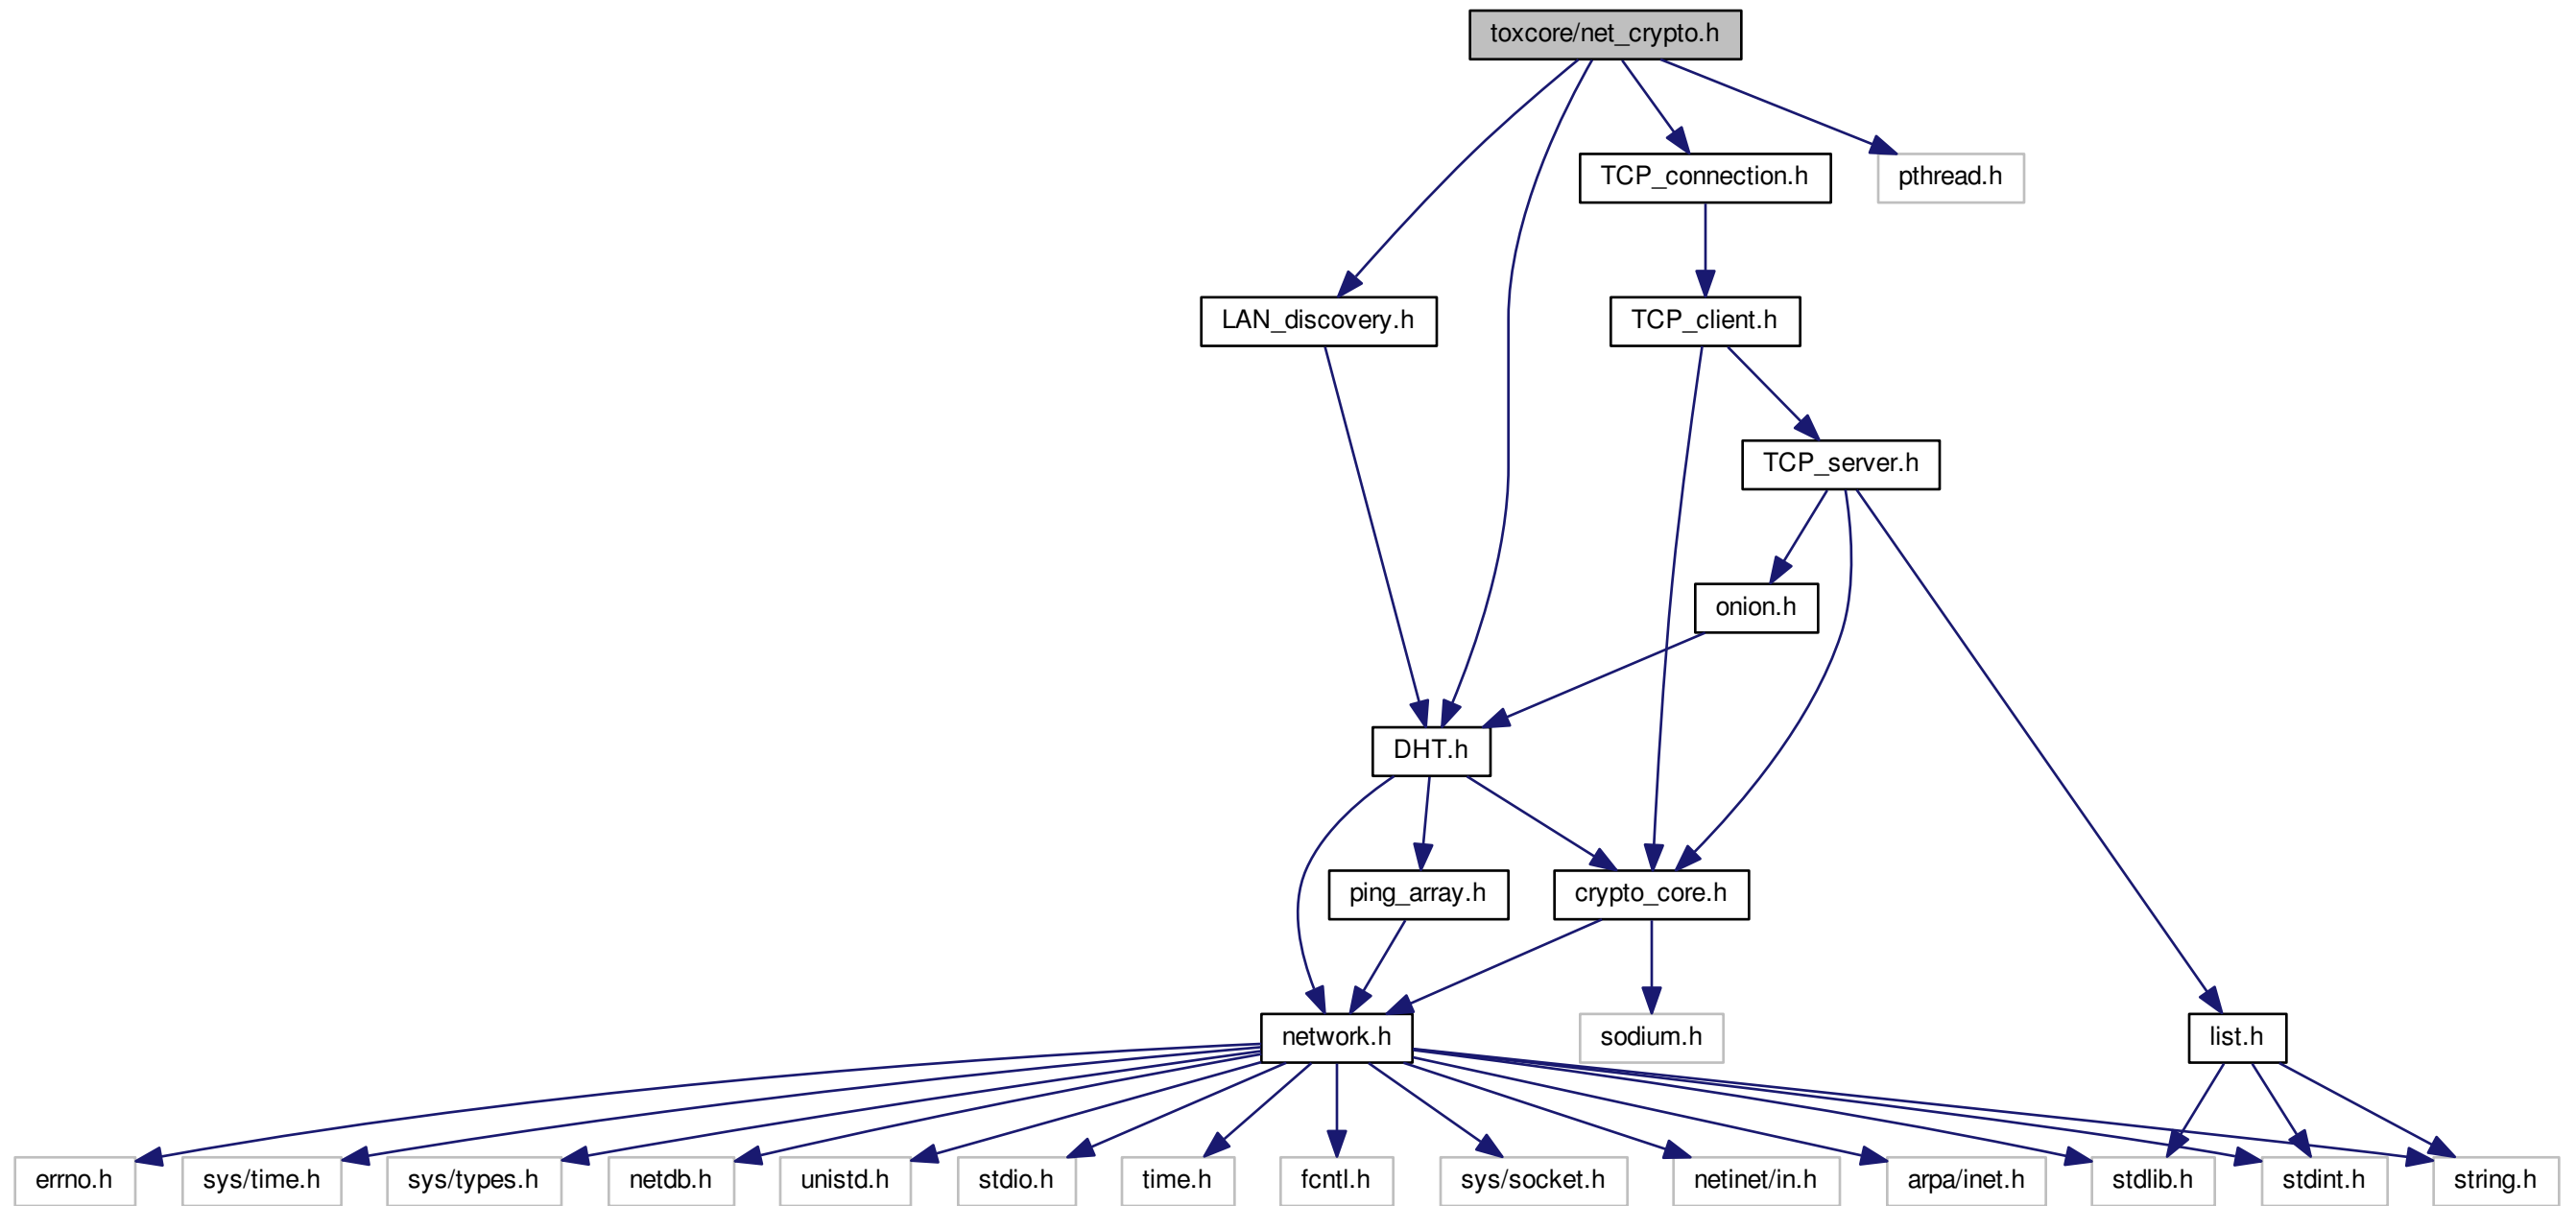 toxcore/net_crypto.h
TCP_connection.h
pthread.h
LAN_discovery.h
TCP_client.h
TCP_server.h
onion.h
DHT.h
ping_array.h
crypto_core.h
network.h
sodium.h
list.h
errno.h
sys/time.h
sys/types.h
netdb.h
unistd.h
stdio.h
time.h
fcntl.h
sys/socket.h
netinet/in.h
arpa/inet.h
stdlib.h
stdint.h
string.h